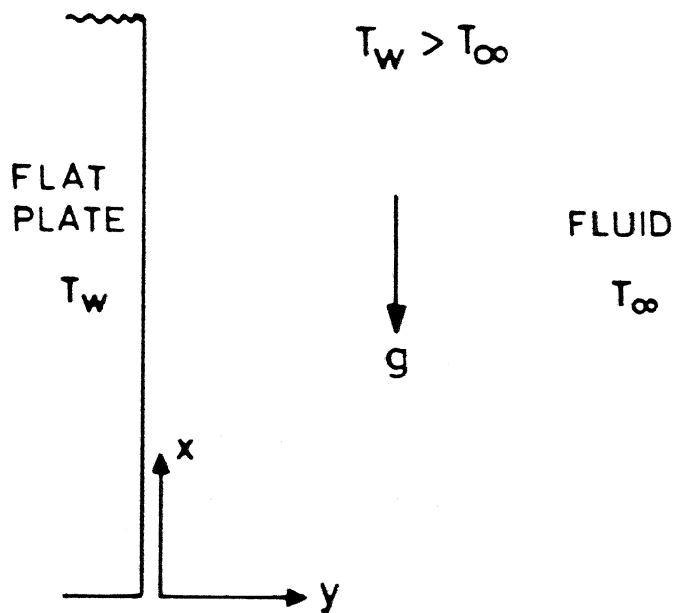 T_w > T_∞
FLAT
PLATE
T_w
FLUID
T_∞
g
x
y